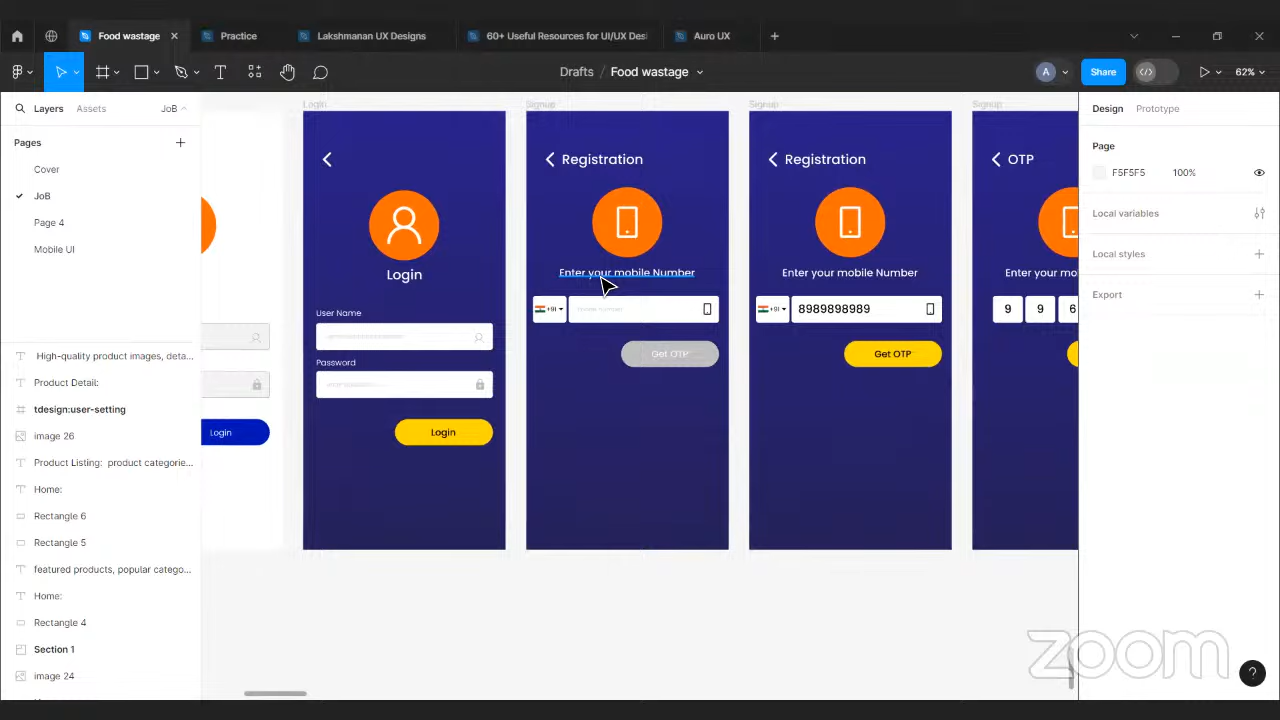 Food wastage
Practice
Lakshmanan UX Designs
60+ Useful Resources for UI/UX Desi
Auro UX
Drafts / Food wastage
A
Share
62%
Layers
Assets
JoB
Pages
Cover
JoB
Page 4
Mobile UI
High-quality product images, deta...
Product Detail:
tdesign:user-setting
image 26
Product Listing: product categorie...
Home:
Rectangle 6
Rectangle 5
featured products, popular catego...
Home:
Rectangle 4
Section 1
image 24
Login
Login
Login
User Name
Password
Login
Signup
Registration
Enter your mobile Number
+91
Get OTP
Signup
Registration
Enter your mobile Number
+91
8989898989
Get OTP
Signup
OTP
Enter your mo
9 9 6
Design
Prototype
Page
F5F5F5
100%
Local variables
Local styles
Export
zoom
?